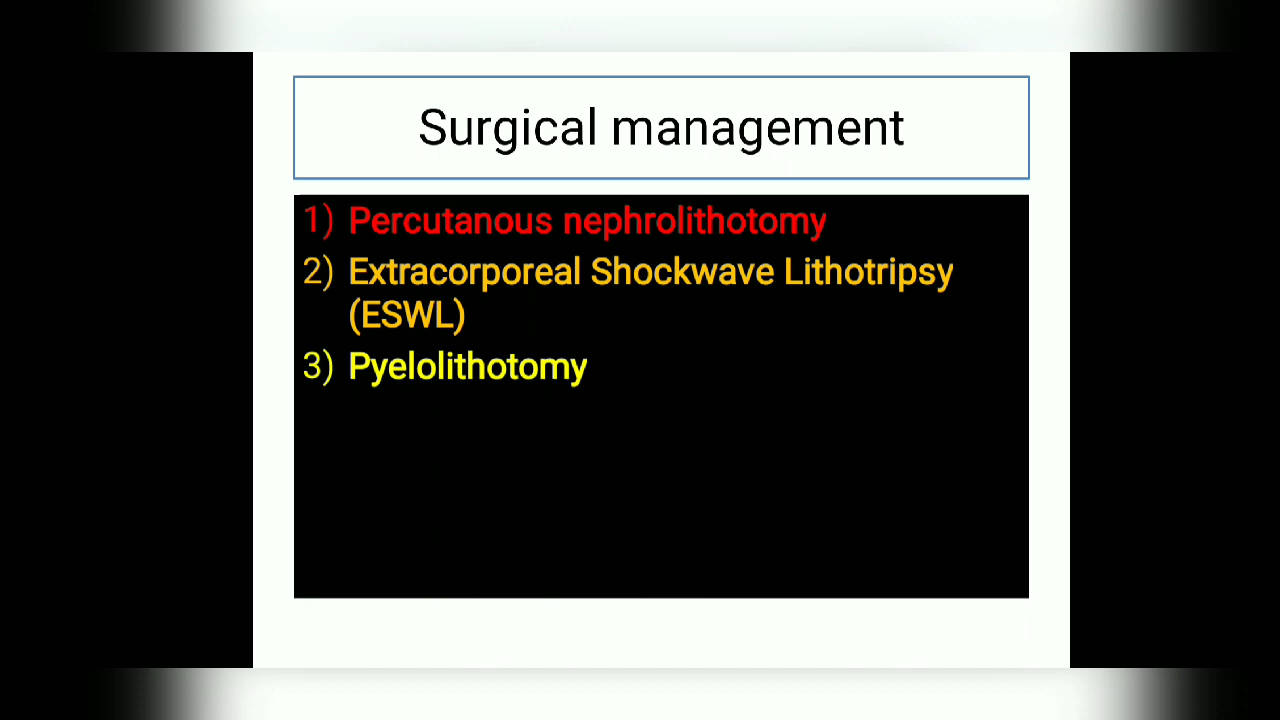 Surgical management
1) Percutanous nephrolithotomy
2) Extracorporeal Shockwave Lithotripsy
(ESWL)
3) Pyelolithotomy